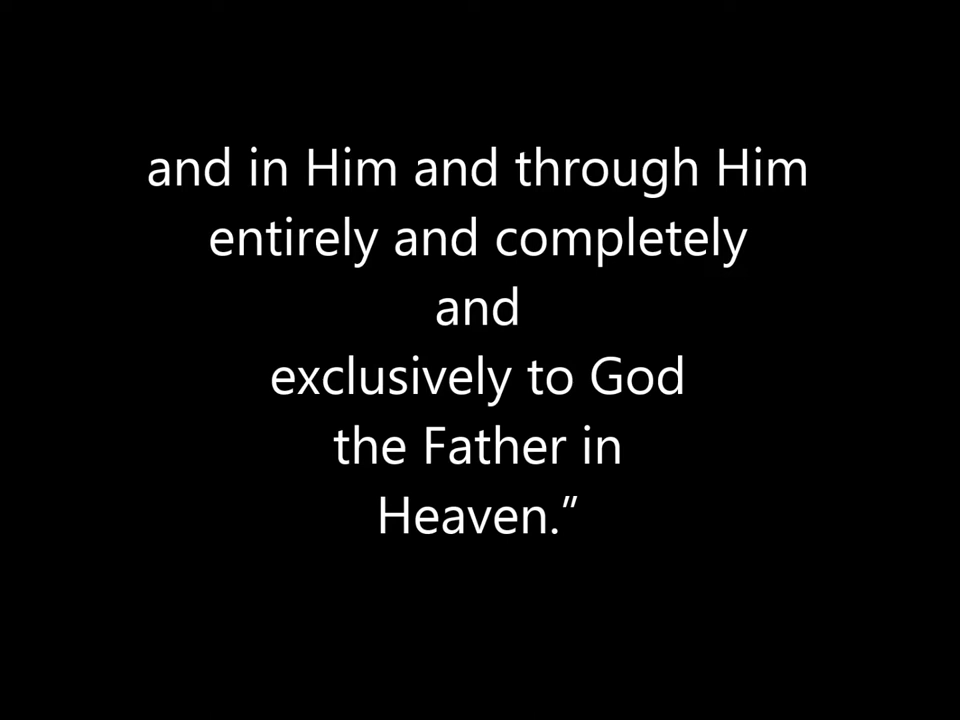 and in Him and through Him
entirely and completely
and
exclusively to God
the Father in
Heaven.”